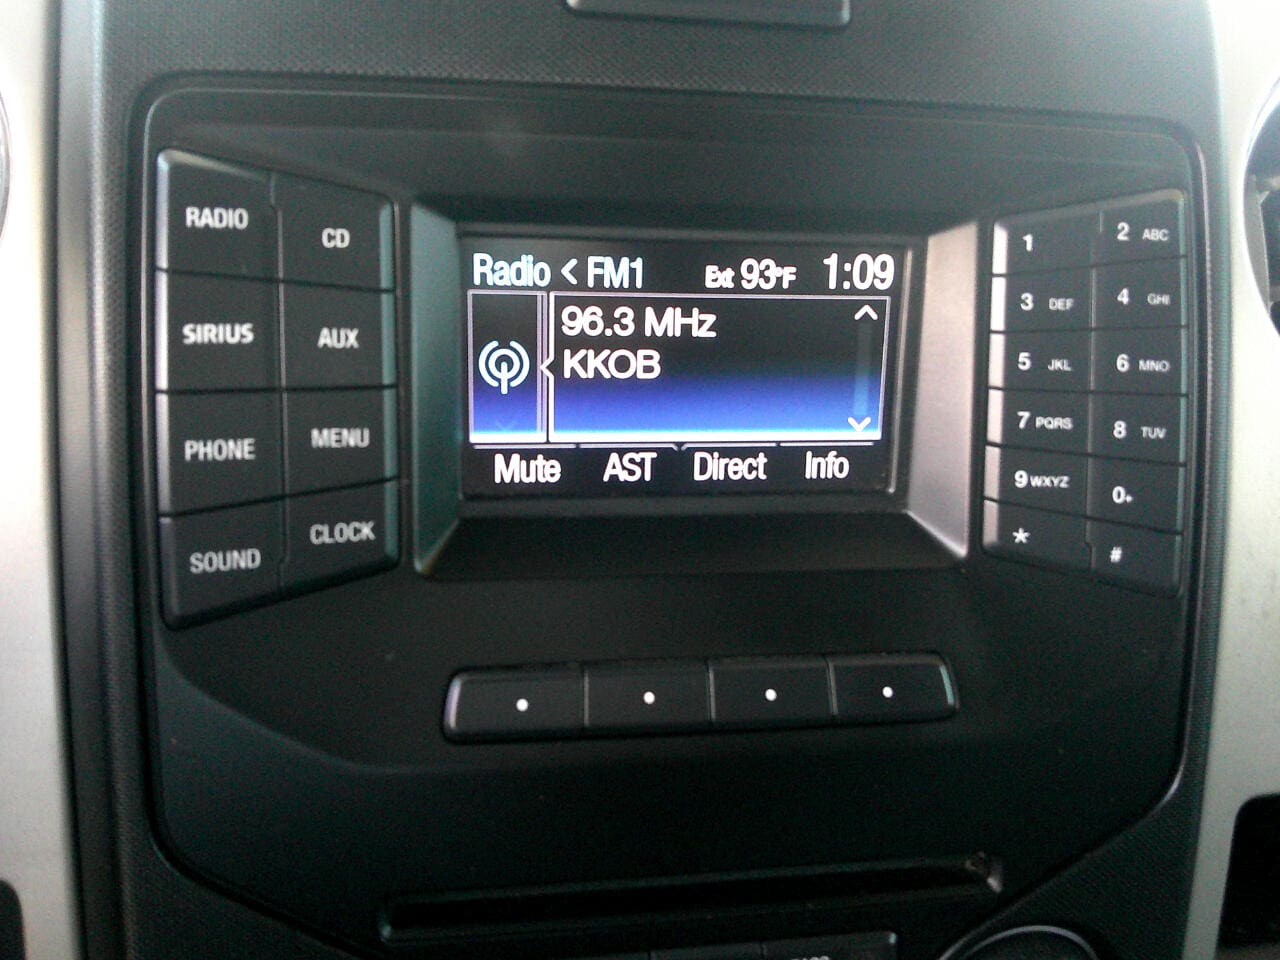 RADIO
CD
SIRIUS
AUX
PHONE
MENU
SOUND
CLOCK
Radio < FM1 Ext 93°F 1:09
96.3 MHz
KKOB
Mute AST Direct Info
1
2 ABC
3 DEF
4 GHI
5 JKL
6 MNO
7 PQRS
8 TUV
9 WXYZ
0+
*
#